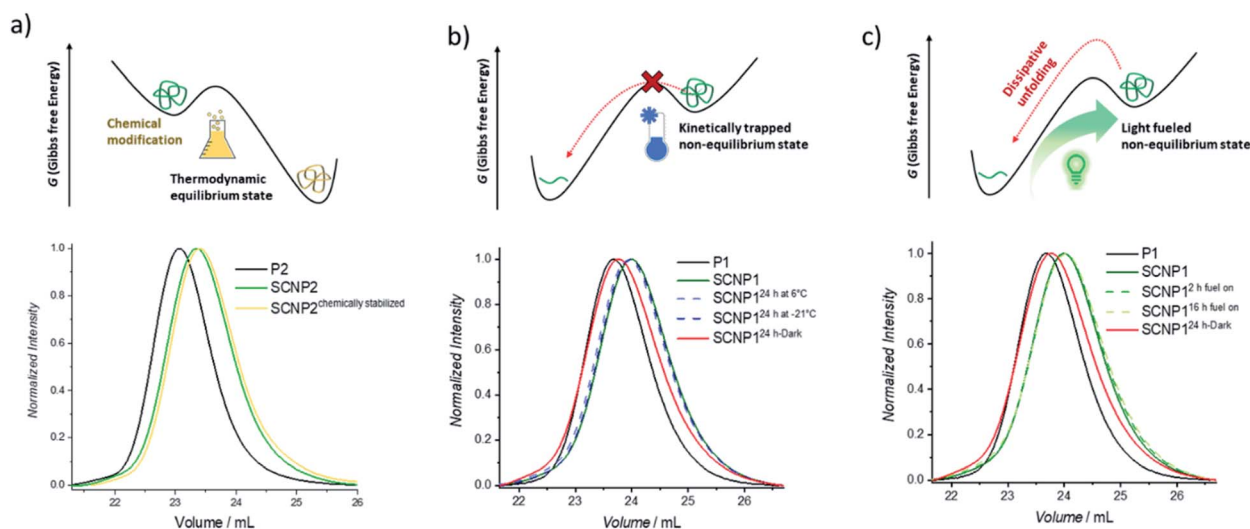 a)
G (Gibbs free Energy)
Chemical
modification
Thermodynamic
equilibrium state
1.0
0.8
0.6
0.4
0.2
0.0
Normalized Intensity
P2
SCNP2
SCNP2chemically stabilized
22 23 24 25 26
Volume / mL
b)
G (Gibbs free Energy)
Kinetically trapped
non-equilibrium state
1.0
0.8
0.6
0.4
0.2
0.0
Normalized Intensity
P1
SCNP1
SCNP124 h at 6°C
SCNP124 h at -21°C
SCNP124 h-Dark
22 23 24 25 26
Volume / mL
c)
G (Gibbs free Energy)
Dissipative
unfolding
Light fueled
non-equilibrium state
1.0
0.8
0.6
0.4
0.2
0.0
Normalized Intensity
P1
SCNP1
SCNP12 h fuel on
SCNP116 h fuel on
SCNP124 h-Dark
22 23 24 25 26
Volume / mL